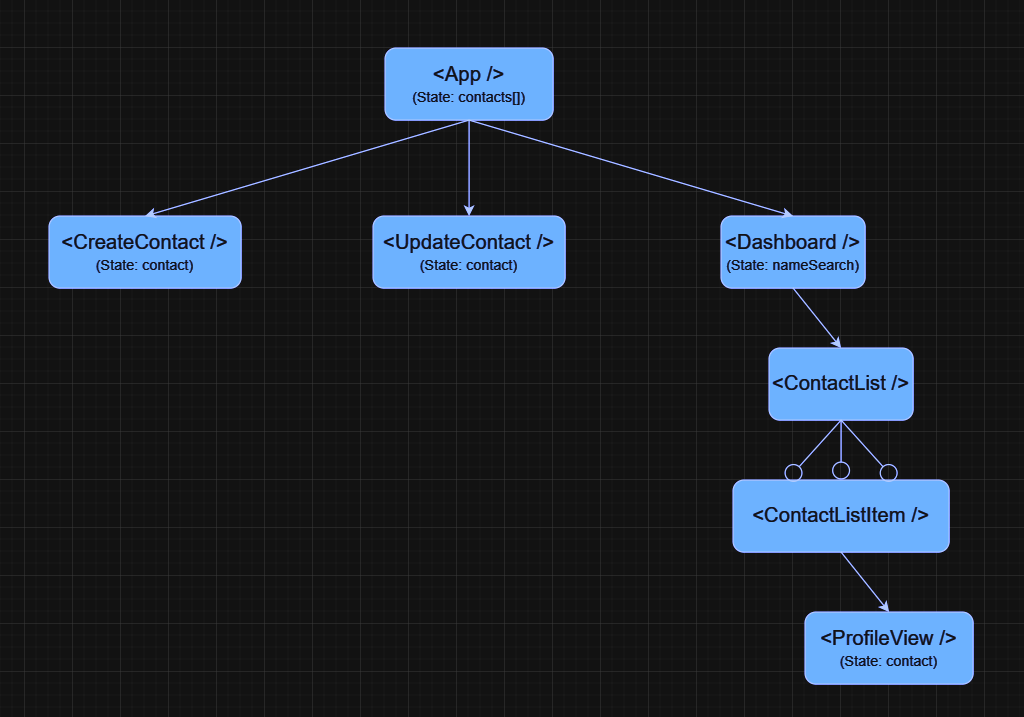 <App />
(State: contacts[])
<CreateContact />
(State: contact)
<UpdateContact />
(State: contact)
<Dashboard />
(State: nameSearch)
<ContactList />
<ContactListItem />
<ProfileView />
(State: contact)